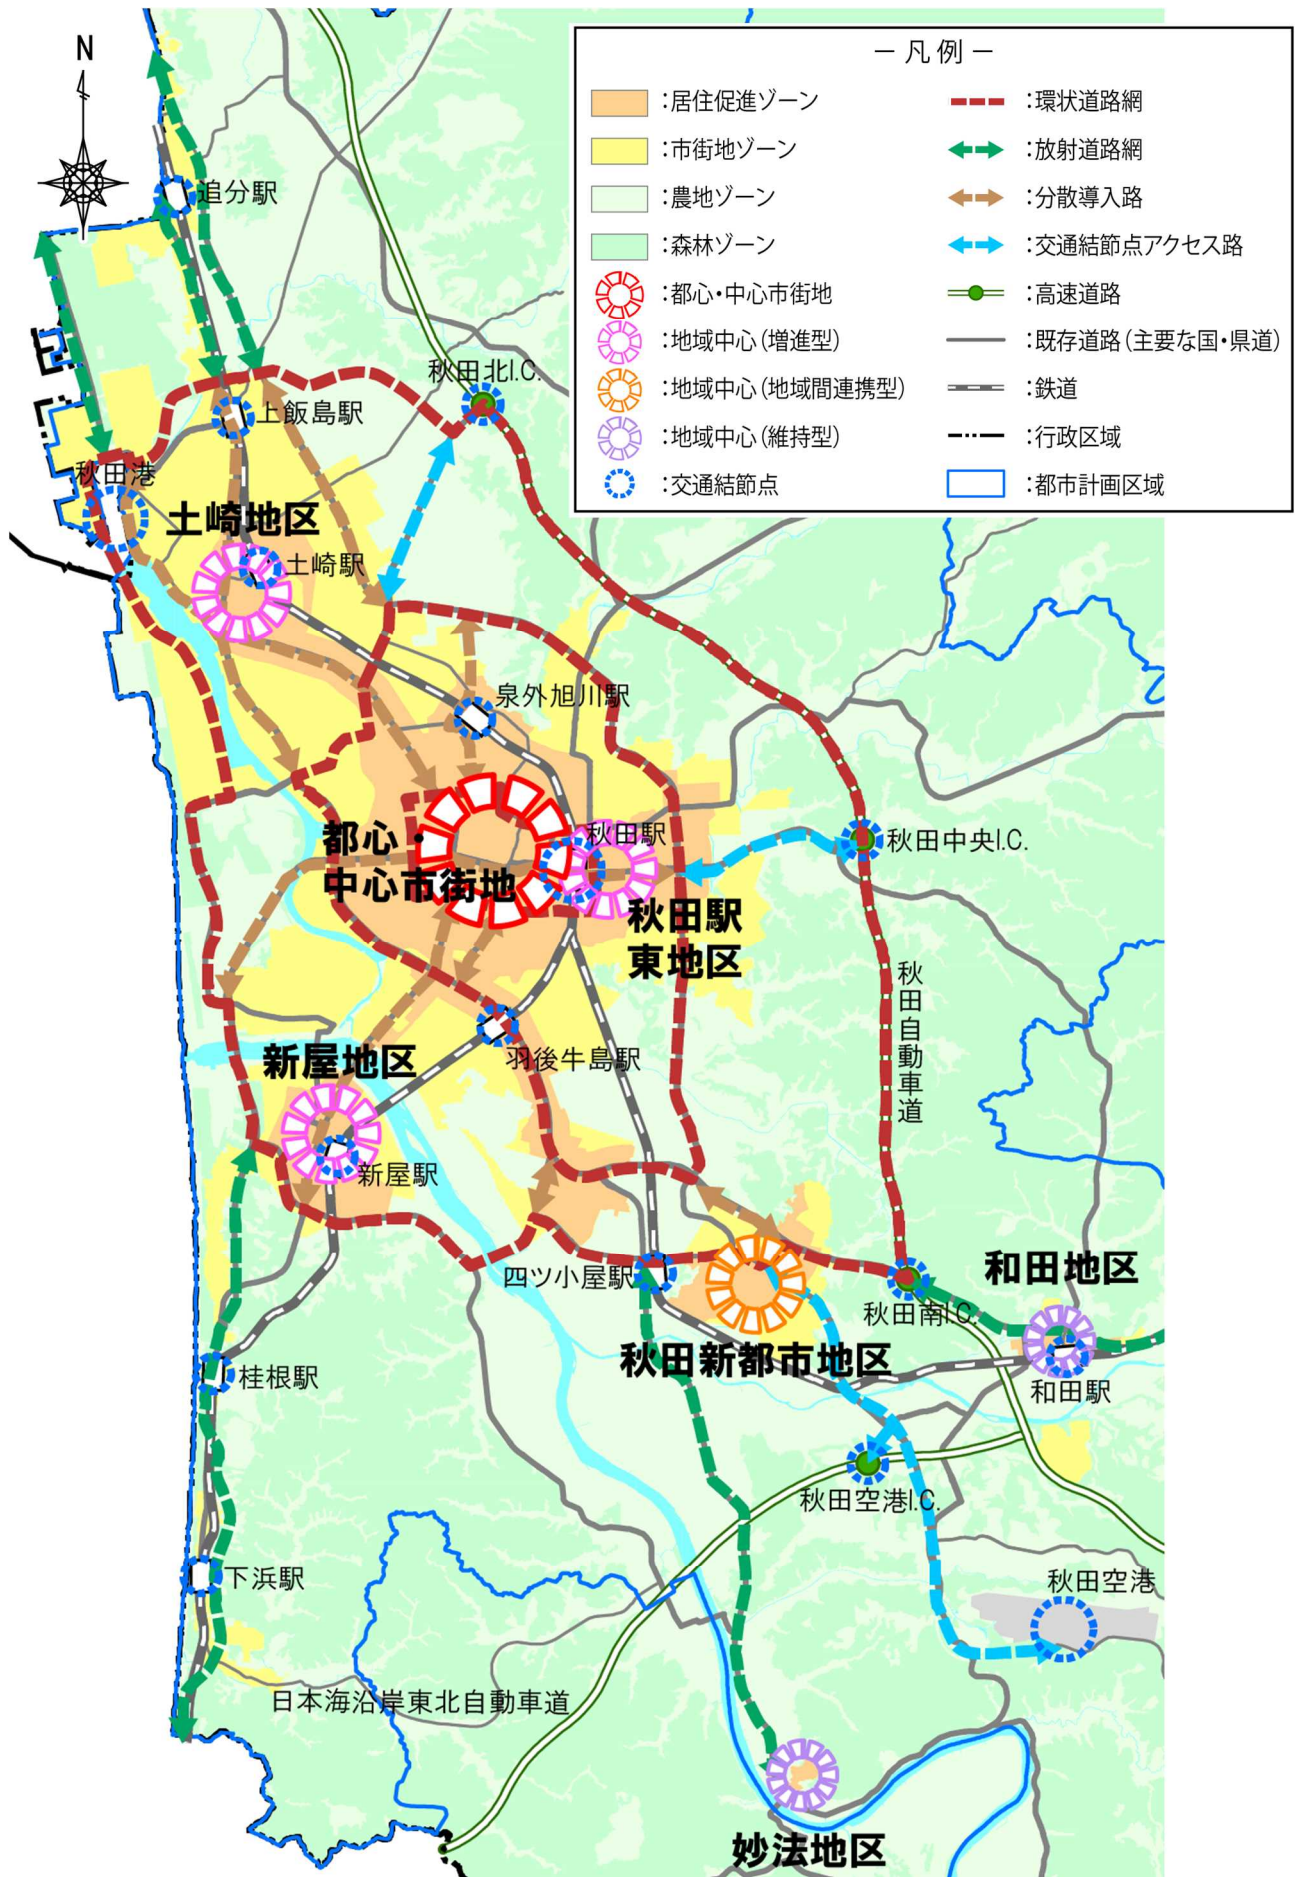 N
－凡例－
:居住促進ゾーン
:市街地ゾーン
:農地ゾーン
:森林ゾーン
:都心・中心市街地
:地域中心(増進型)
:地域中心(地域間連携型)
:地域中心(維持型)
:交通結節点
:環状道路網
:放射道路網
:分散導入路
:交通結節点アクセス路
:高速道路
:既存道路(主要な国・県道)
:鉄道
:行政区域
:都市計画区域
追分駅
秋田北I.C.
上飯島駅
秋田港
土崎地区
土崎駅
泉外旭川駅
都心・
中心市街地
秋田駅
秋田中央I.C.
秋田駅
東地区
秋田自動車道
羽後牛島駅
新屋地区
新屋駅
四ツ小屋駅
和田地区
秋田南I.C.
秋田新都市地区
桂根駅
和田駅
秋田空港I.C.
下浜駅
秋田空港
日本海沿岸東北自動車道
妙法地区